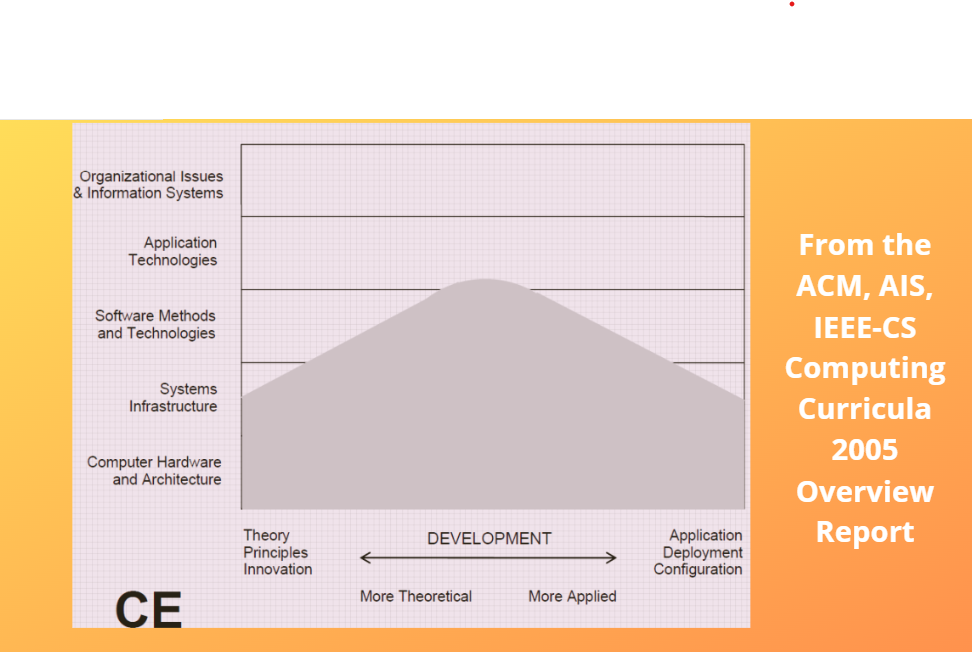 Organizational Issues
& Information Systems
Application
Technologies
Software Methods
and Technologies
Systems
Infrastructure
Computer Hardware
and Architecture
Theory
Principles
Innovation
DEVELOPMENT
Application
Deployment
Configuration
More Theoretical
More Applied
CE
From the
ACM, AIS,
IEEE-CS
Computing
Curricula
2005
Overview
Report